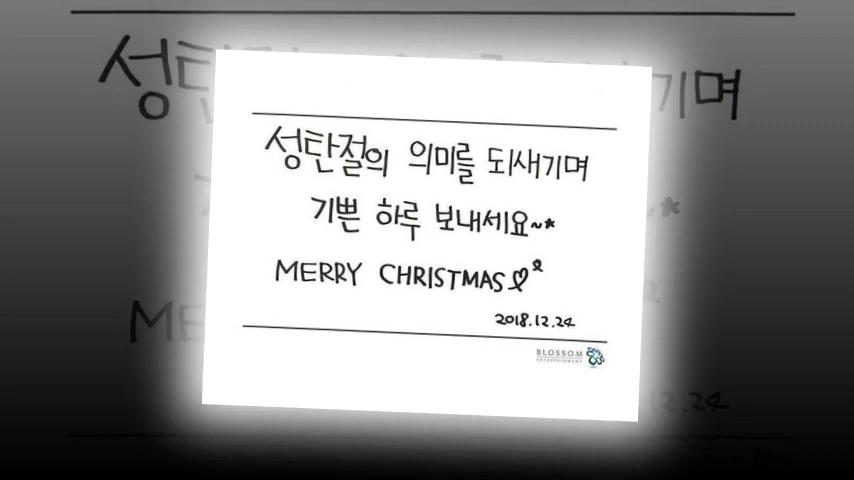 성탄절의 의미를 되새기며
기쁜 하루 보내세요~*
MERRY CHRISTMAS♡
2018.12.24
BLOSSOM
ENTERTAINMENT